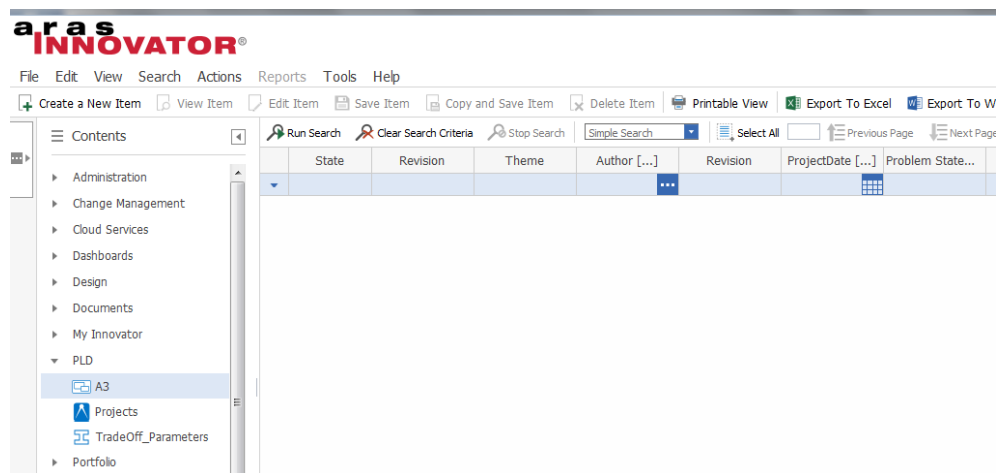 aras
INNOVATOR®
File Edit View Search Actions Reports Tools Help
Create a New Item View Item Edit Item Save Item Copy and Save Item Delete Item Printable View Export To Excel Export To W
Contents
Run Search Clear Search Criteria Stop Search Simple Search Select All Previous Page Next Page
State Revision Theme Author [...] Revision ProjectDate [...] Problem State...
Administration
Change Management
Cloud Services
Dashboards
Design
Documents
My Innovator
PLD
A3
Projects
TradeOff_Parameters
Portfolio